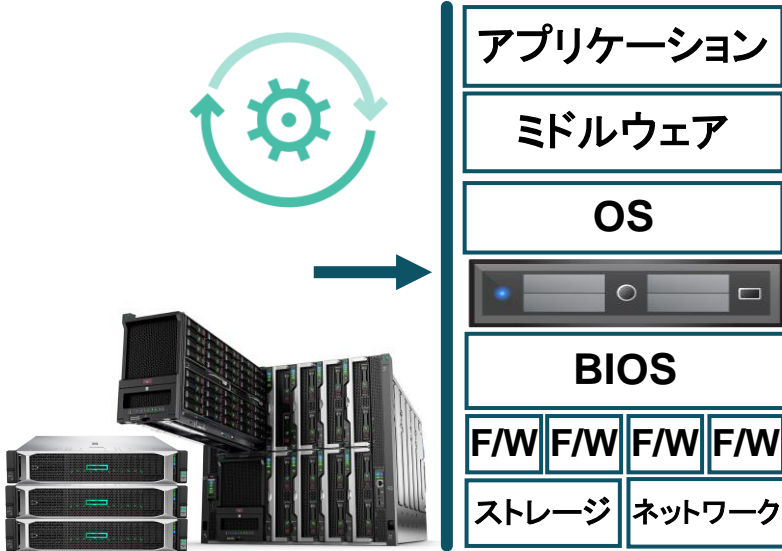 アプリケーション
ミドルウェア
OS
BIOS
F/W F/W F/W F/W
ストレージ ネットワーク